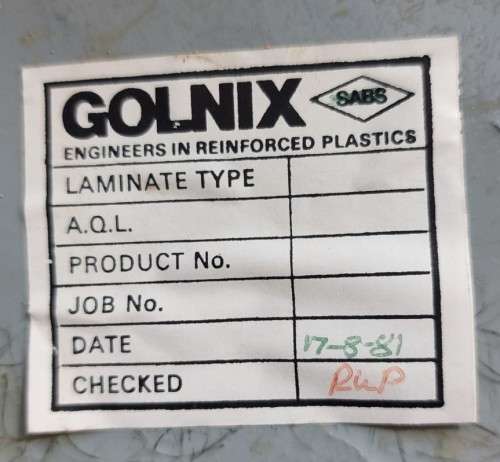 GOLNIX SABS
ENGINEERS IN REINFORCED PLASTICS
LAMINATE TYPE
A.Q.L.
PRODUCT No.
JOB No.
DATE 17-8-81
CHECKED RWP